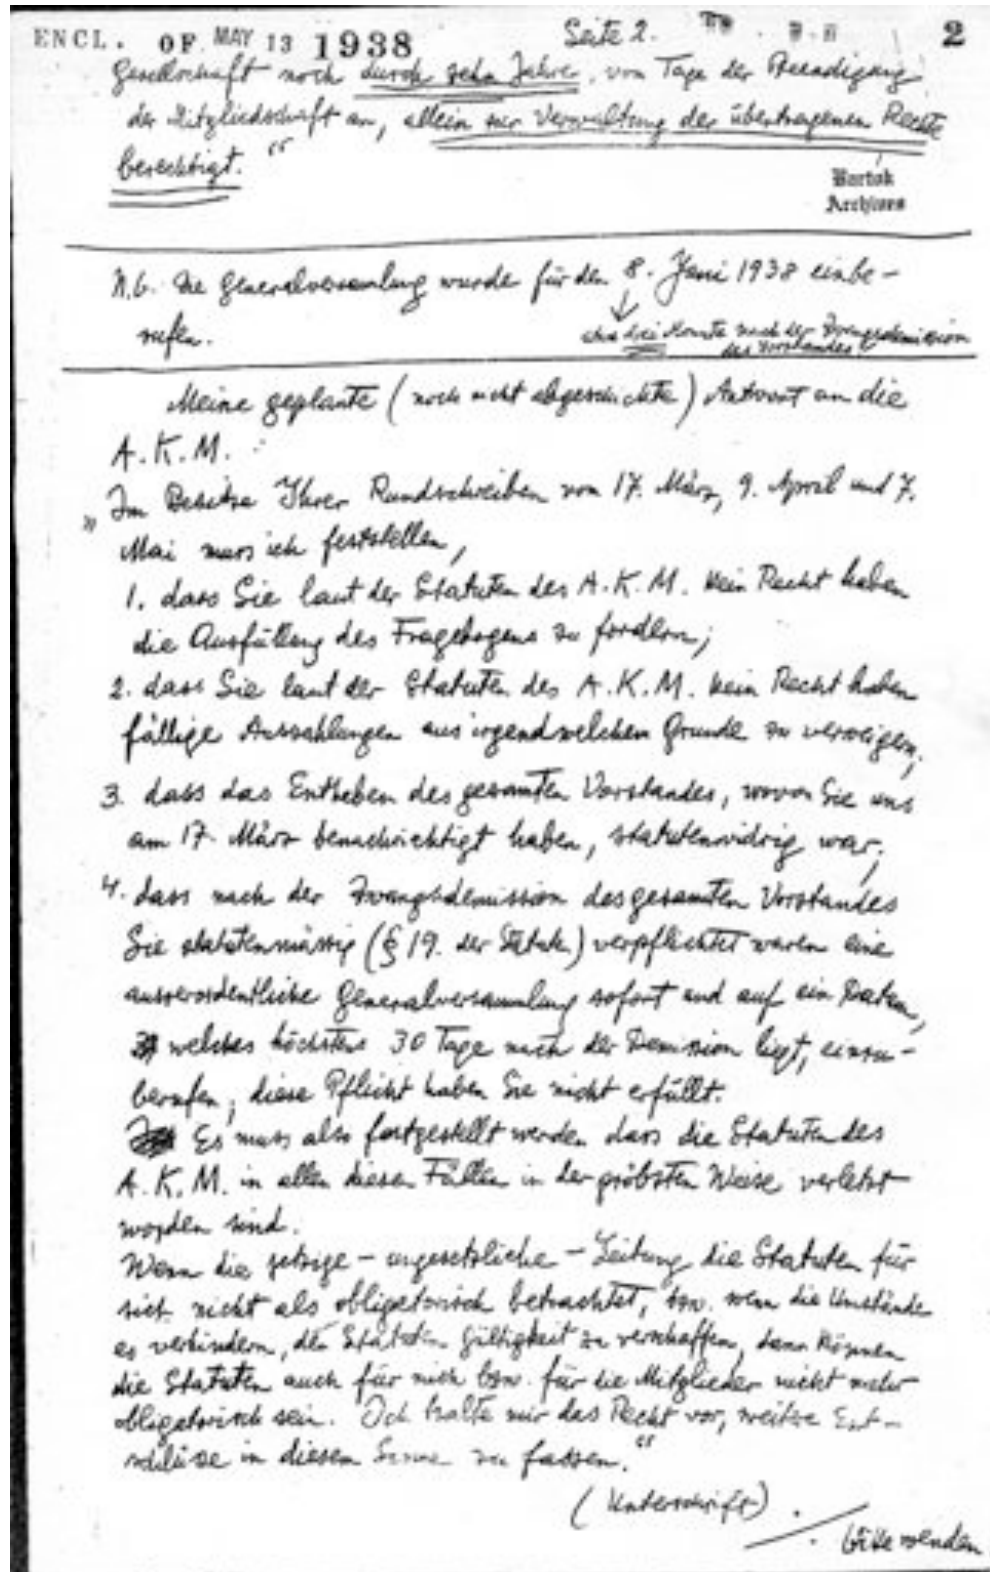 ENCL. OF MAY 13 1938 Seite 2. 2
Gesellschaft noch durch zehn Jahre, vom Tage der Beendigung
der Mitgliedschaft an, allein zur Verwaltung der übertragenen Rechte
berechtigt."
Bartók
Archives
N.b. Die Generalversamlung wurde für den 8. Juni 1938 einbe-
rufen.
etwa drei Monate nach der Zwangsdemission
des Vorstandes
Meine geplante (noch nicht abgeschickte) Antwort an die
A.K.M. :
"Im Besitze Ihrer Rundschreiben vom 17. März, 9. April und 7.
Mai muss ich feststellen,
1. dass Sie laut der Statuten des A.K.M. kein Recht haben
die Ausfüllung des Fragebogens zu fordern;
2. dass Sie laut der Statuten des A.K.M. kein Recht haben
fällige Auszahlungen aus irgendwelchem Grunde zu verweigern;
3. dass das Entheben des gesamten Vorstandes, wovon Sie uns
am 17. März benachrichtigt haben, statutenwidrig war;
4. dass nach der Zwangsdemission des gesamten Vorstandes
Sie statutenmässig (§ 19. der Statuten) verpflichtet waren eine
ausserordentliche Generalversammlung sofort und auf ein Datum,
welches höchstens 30 Tage nach der Demission liegt, einzu-
berufen; diese Pflicht haben Sie nicht erfüllt.
Es muss also festgestellt werden dass die Statuten des
A.K.M. in allen diesen Fällen in der gröbsten Weise verletzt
worden sind.
Wenn die jetzige - ungesetzliche - Leitung die Statuten für
sich nicht als obligatorisch betrachtet, bzw. wenn die Umstände
es verhindern, den Statuten Gültigkeit zu verschaffen, dann können
die Statuten auch für mich bzw. für die Mitglieder nicht mehr
obligatorisch sein. Ich halte mir das Recht vor, weitere Ent-
schlüsse in diesem Sinne zu fassen."
(Unterschrift)
bitte wenden